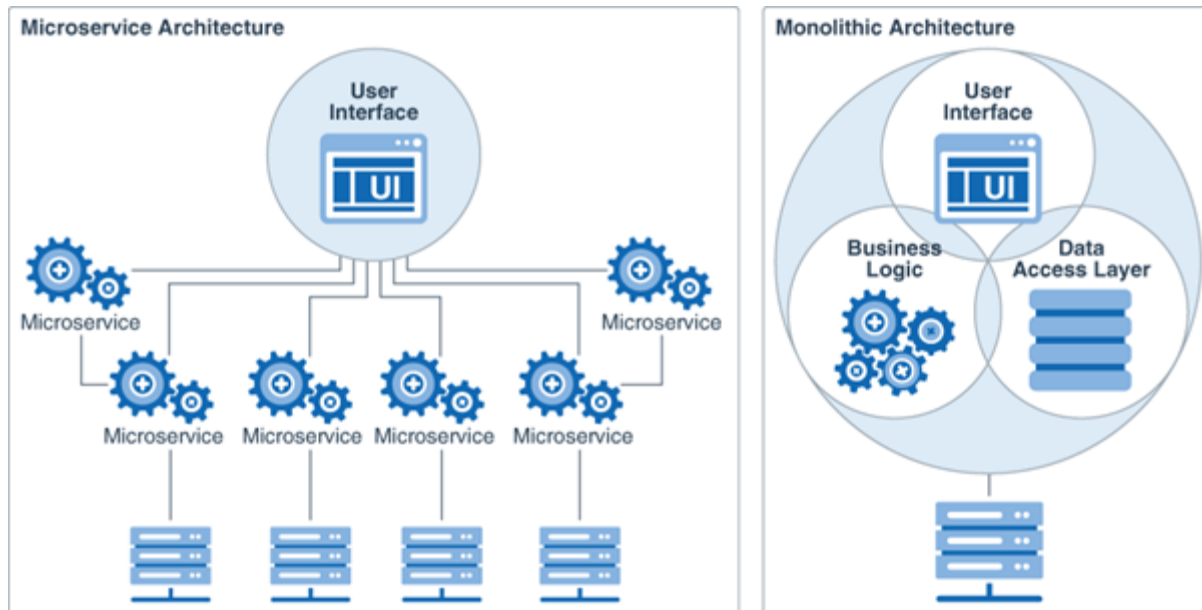 Microservice Architecture
User
Interface
UI
Microservice
Microservice
Microservice
Microservice
Microservice
Microservice
Monolithic Architecture
User
Interface
UI
Business
Logic
Data
Access Layer